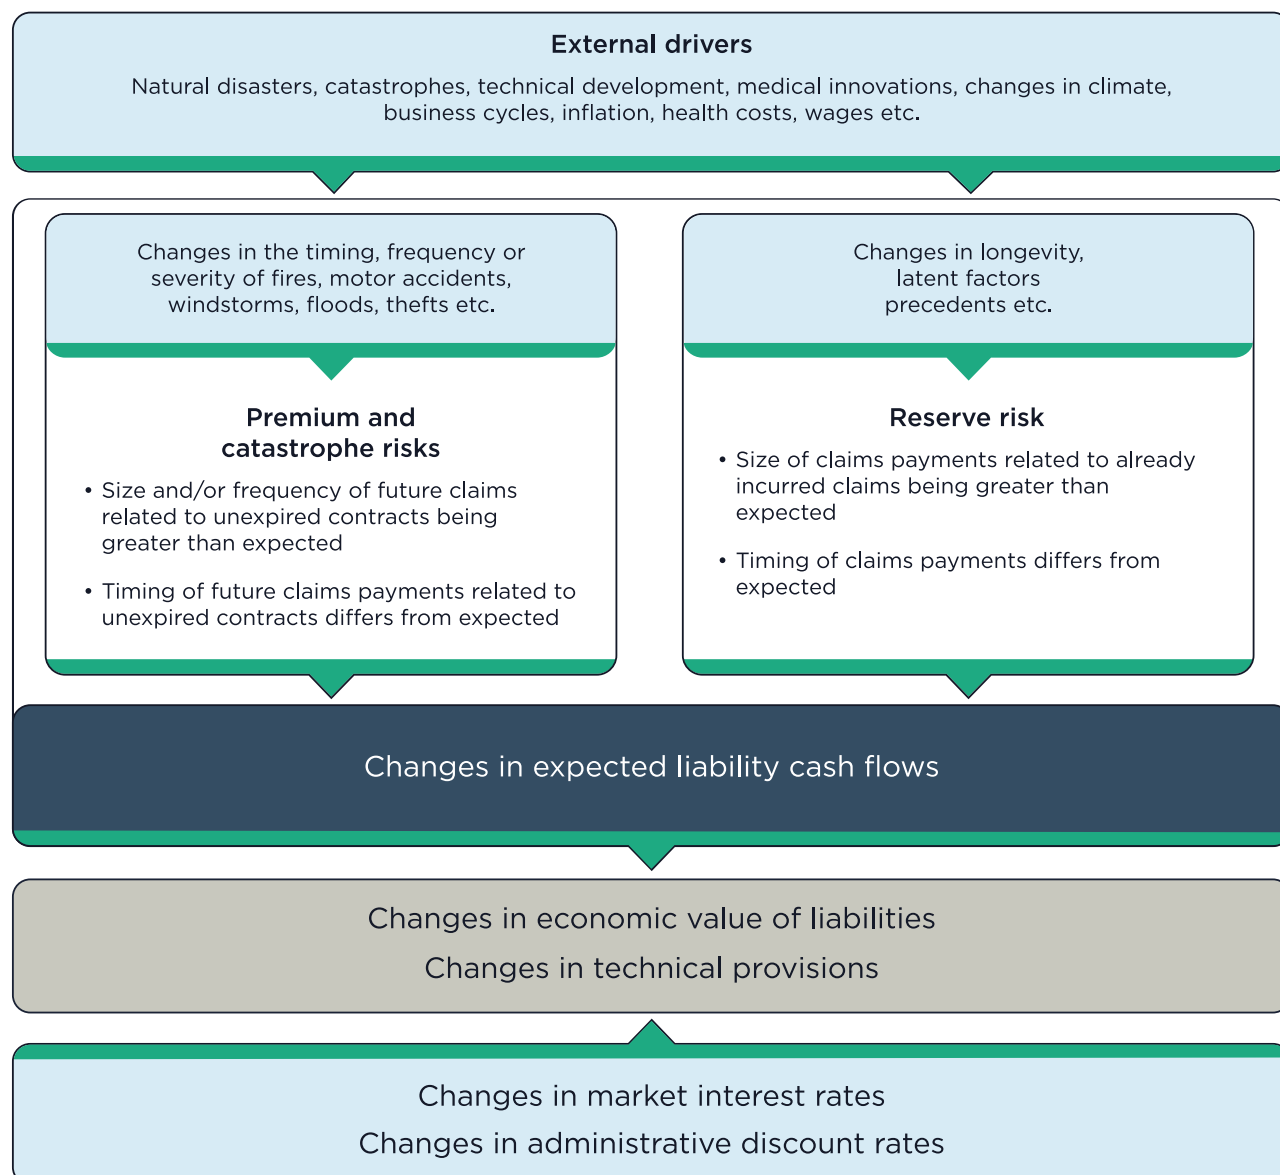 External drivers
Natural disasters, catastrophes, technical development, medical innovations, changes in climate,
business cycles, inflation, health costs, wages etc.
Changes in the timing, frequency or
severity of fires, motor accidents,
windstorms, floods, thefts etc.
Premium and
catastrophe risks
• Size and/or frequency of future claims
related to unexpired contracts being
greater than expected
• Timing of future claims payments related to
unexpired contracts differs from expected
Changes in longevity,
latent factors
precedents etc.
Reserve risk
• Size of claims payments related to already
incurred claims being greater than
expected
• Timing of claims payments differs from
expected
Changes in expected liability cash flows
Changes in economic value of liabilities
Changes in technical provisions
Changes in market interest rates
Changes in administrative discount rates